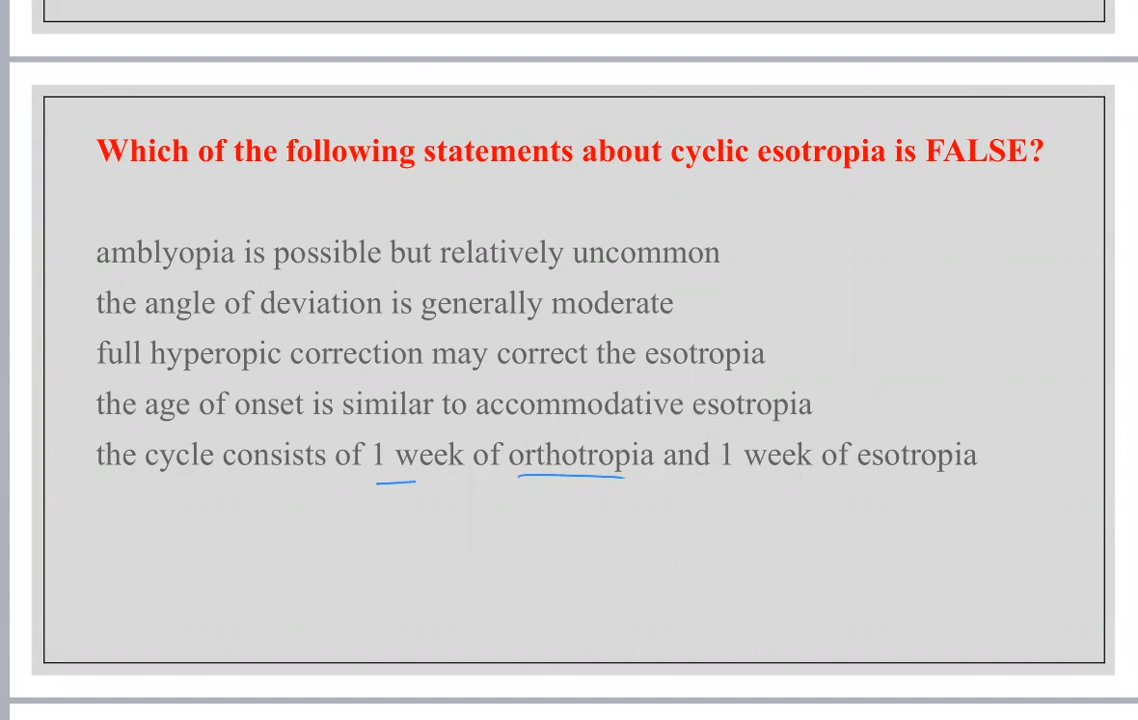 Which of the following statements about cyclic esotropia is FALSE?
amblyopia is possible but relatively uncommon
the angle of deviation is generally moderate
full hyperopic correction may correct the esotropia
the age of onset is similar to accommodative esotropia
the cycle consists of 1 week of orthotropia and 1 week of esotropia